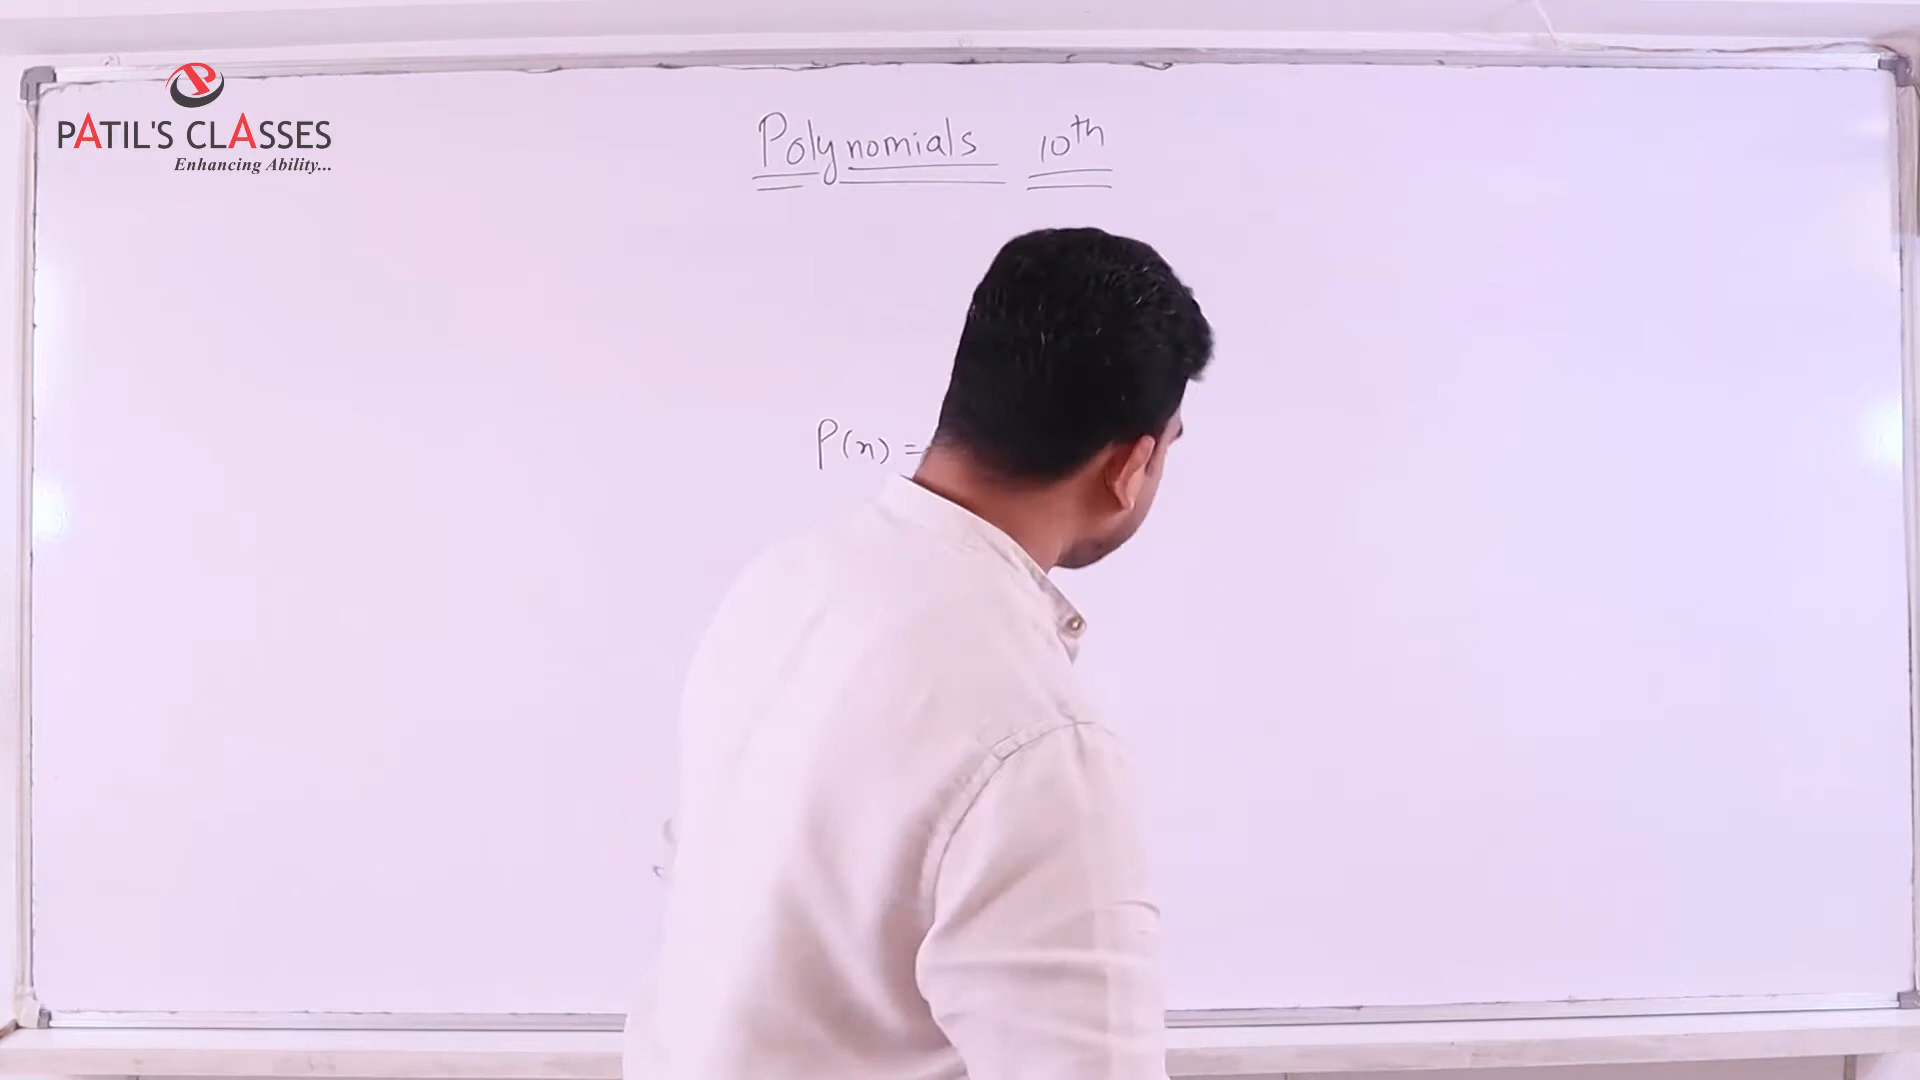 PATIL'S CLASSES
Enhancing Ability...
Polynomials 10th
P(n) =